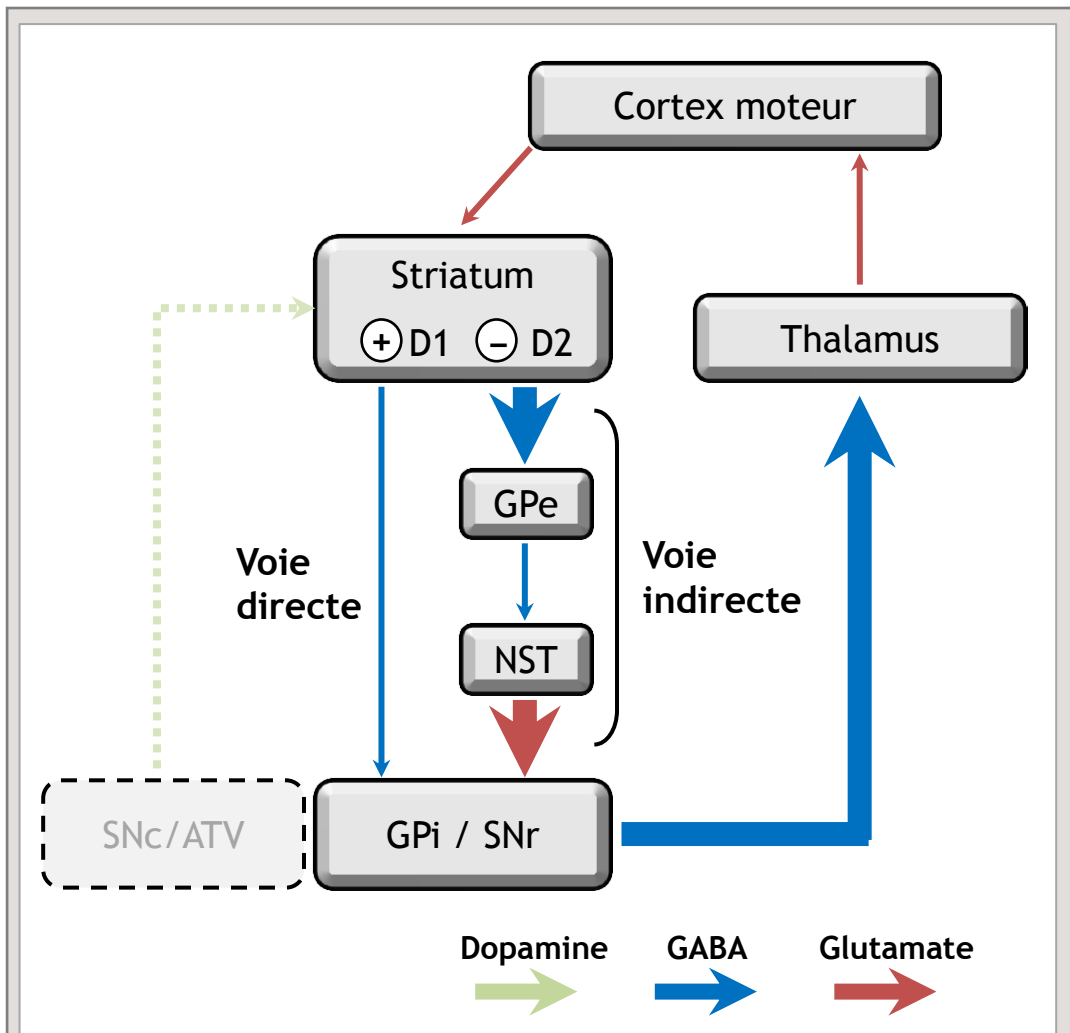 Cortex moteur
Striatum
+ D1 – D2
Thalamus
GPe
Voie
directe
Voie
indirecte
NST
SNc/ATV
GPi / SNr
Dopamine
GABA
Glutamate